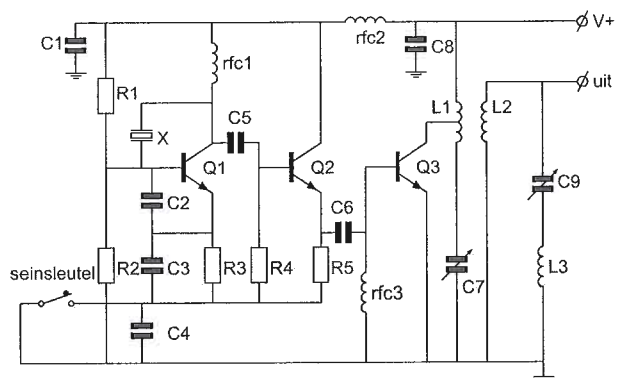 C1
rfc1
rfc2
C8
V+
R1
X
C5
L1
L2
uit
Q1
Q2
Q3
C9
C2
C6
R2
C3
R3
R4
R5
rfc3
C7
L3
seinsleutel
C4